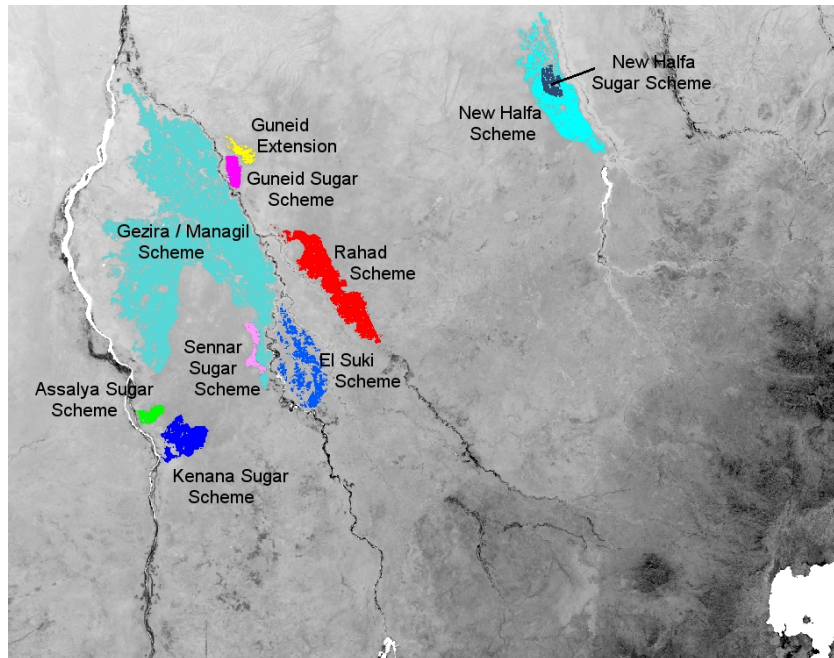 New Halfa
Sugar Scheme
New Halfa
Scheme
Guneid
Extension
Guneid Sugar
Scheme
Gezira / Managil
Scheme
Rahad
Scheme
Sennar
Sugar
Scheme
El Suki
Scheme
Assalya Sugar
Scheme
Kenana Sugar
Scheme